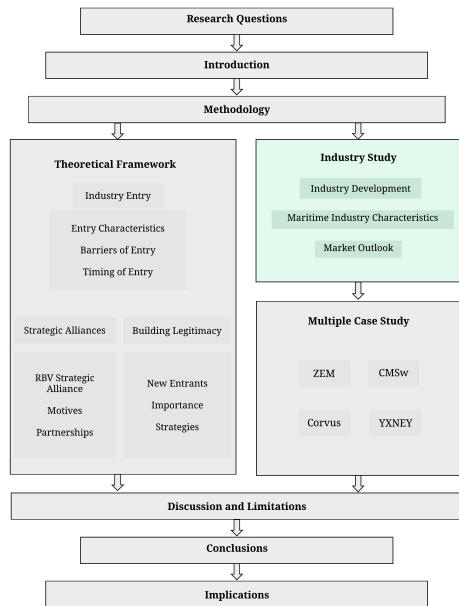 Research Questions
Introduction
Methodology
Theoretical Framework
Industry Entry
Entry Characteristics
Barriers of Entry
Timing of Entry
Strategic Alliances
Building Legitimacy
RBV Strategic
Alliance
Motives
Partnerships
New Entrants
Importance
Strategies
Industry Study
Industry Development
Maritime Industry Characteristics
Market Outlook
Multiple Case Study
ZEM
CMSw
Corvus
YXNEY
Discussion and Limitations
Conclusions
Implications